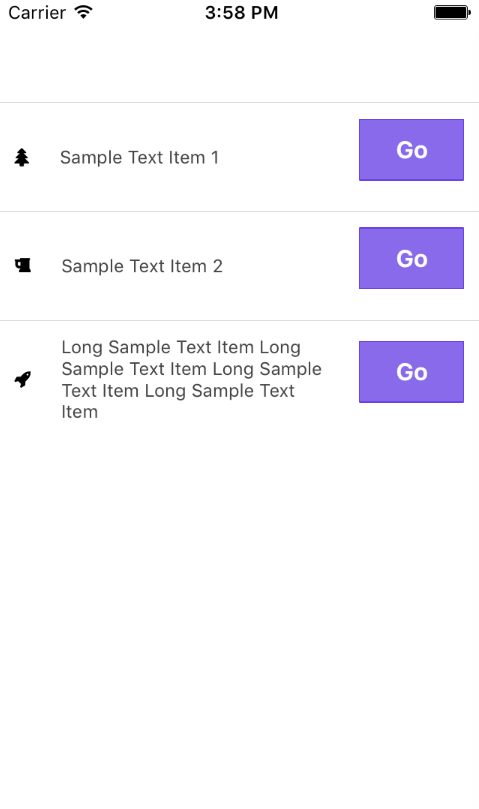 Carrier 3:58 PM
Sample Text Item 1 Go
Sample Text Item 2 Go
Long Sample Text Item Long
Sample Text Item Long Sample
Text Item Long Sample Text
Item
Go